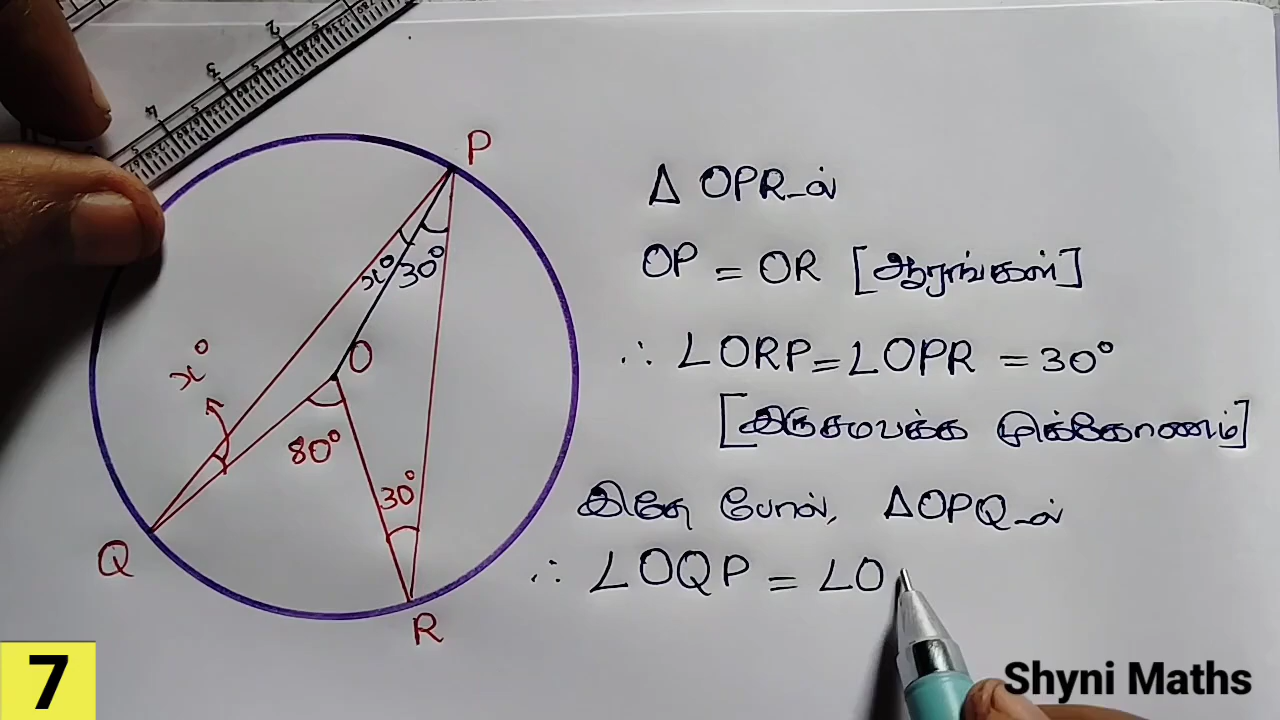 P
x° 30°
O
x°
80°
30°
Q
R
Δ OPR-ல்
OP = OR [ஆரங்கள்]
∴ ∠ORP = ∠OPR = 30°
[இருசமபக்க முக்கோணம்]
இதே போல், ΔOPQ-ல்
∴ ∠OQP = ∠O
7
Shyni Maths